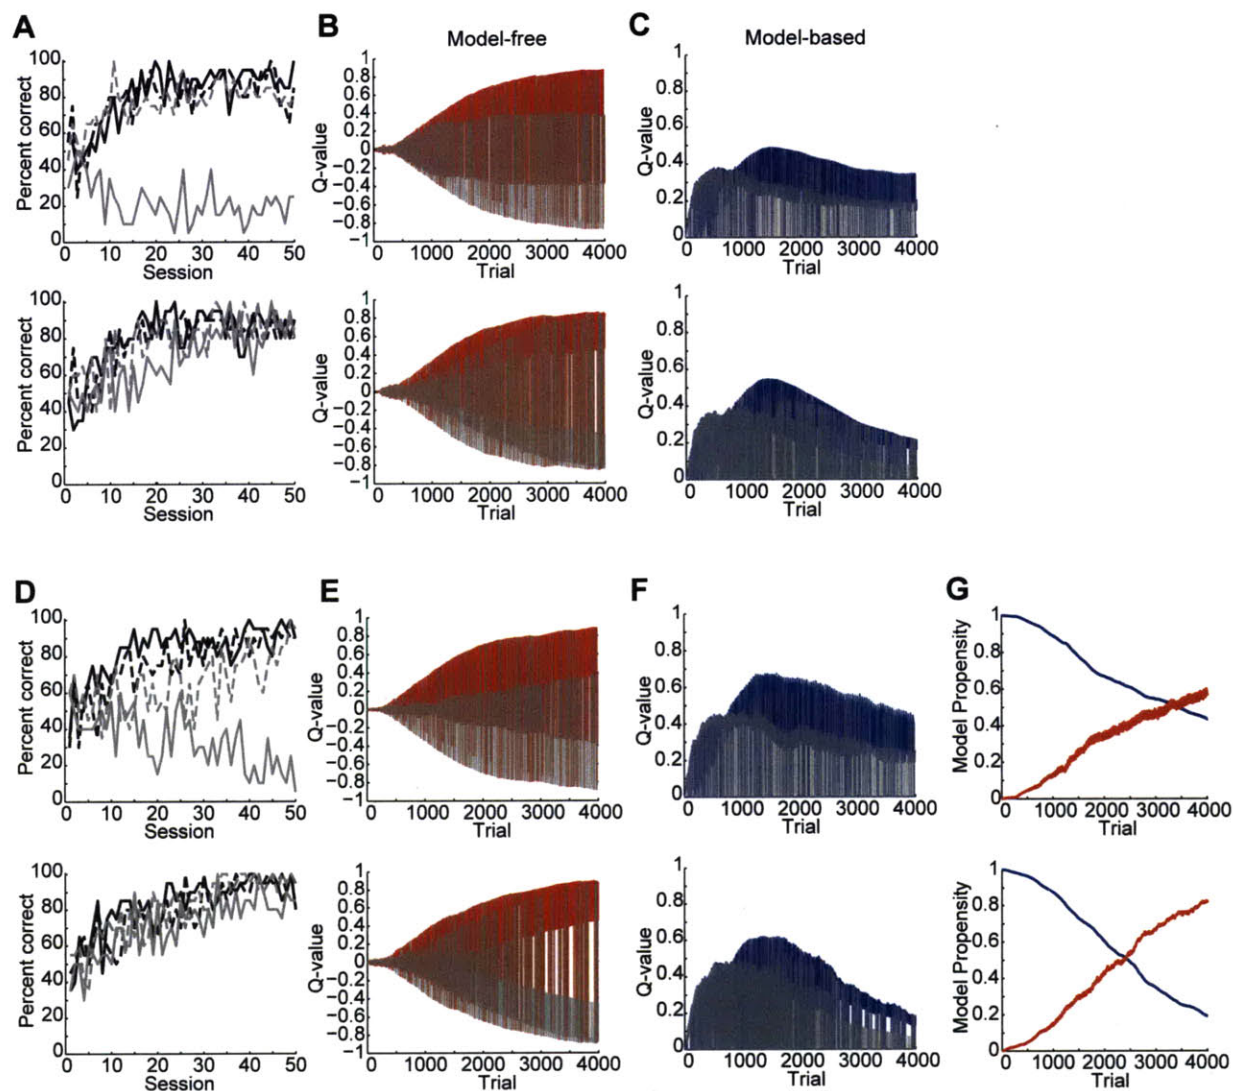 A
Percent correct
100
80
60
40
20
0
0 10 20 30 40 50
Session
B
Model-free
Q-value
1
0.8
0.6
0.4
0.2
0
−0.2
−0.4
−0.6
−0.8
−1
0 1000 2000 3000 4000
Trial
C
Model-based
Q-value
1
0.8
0.6
0.4
0.2
0
0 1000 2000 3000 4000
Trial
Percent correct
100
80
60
40
20
0
0 10 20 30 40 50
Session
Q-value
1
0.8
0.6
0.4
0.2
0
−0.2
−0.4
−0.6
−0.8
−1
0 1000 2000 3000 4000
Trial
Q-value
1
0.8
0.6
0.4
0.2
0
0 1000 2000 3000 4000
Trial
D
Percent correct
100
80
60
40
20
0
0 10 20 30 40 50
Session
E
Q-value
1
0.8
0.6
0.4
0.2
0
−0.2
−0.4
−0.6
−0.8
−1
0 1000 2000 3000 4000
Trial
F
Q-value
1
0.8
0.6
0.4
0.2
0
0 1000 2000 3000 4000
Trial
G
Model Propensity
1
0.8
0.6
0.4
0.2
0
0 1000 2000 3000 4000
Trial
Percent correct
100
80
60
40
20
0
0 10 20 30 40 50
Session
Q-value
1
0.8
0.6
0.4
0.2
0
−0.2
−0.4
−0.6
−0.8
−1
0 1000 2000 3000 4000
Trial
Q-value
1
0.8
0.6
0.4
0.2
0
0 1000 2000 3000 4000
Trial
Model Propensity
1
0.8
0.6
0.4
0.2
0
0 1000 2000 3000 4000
Trial